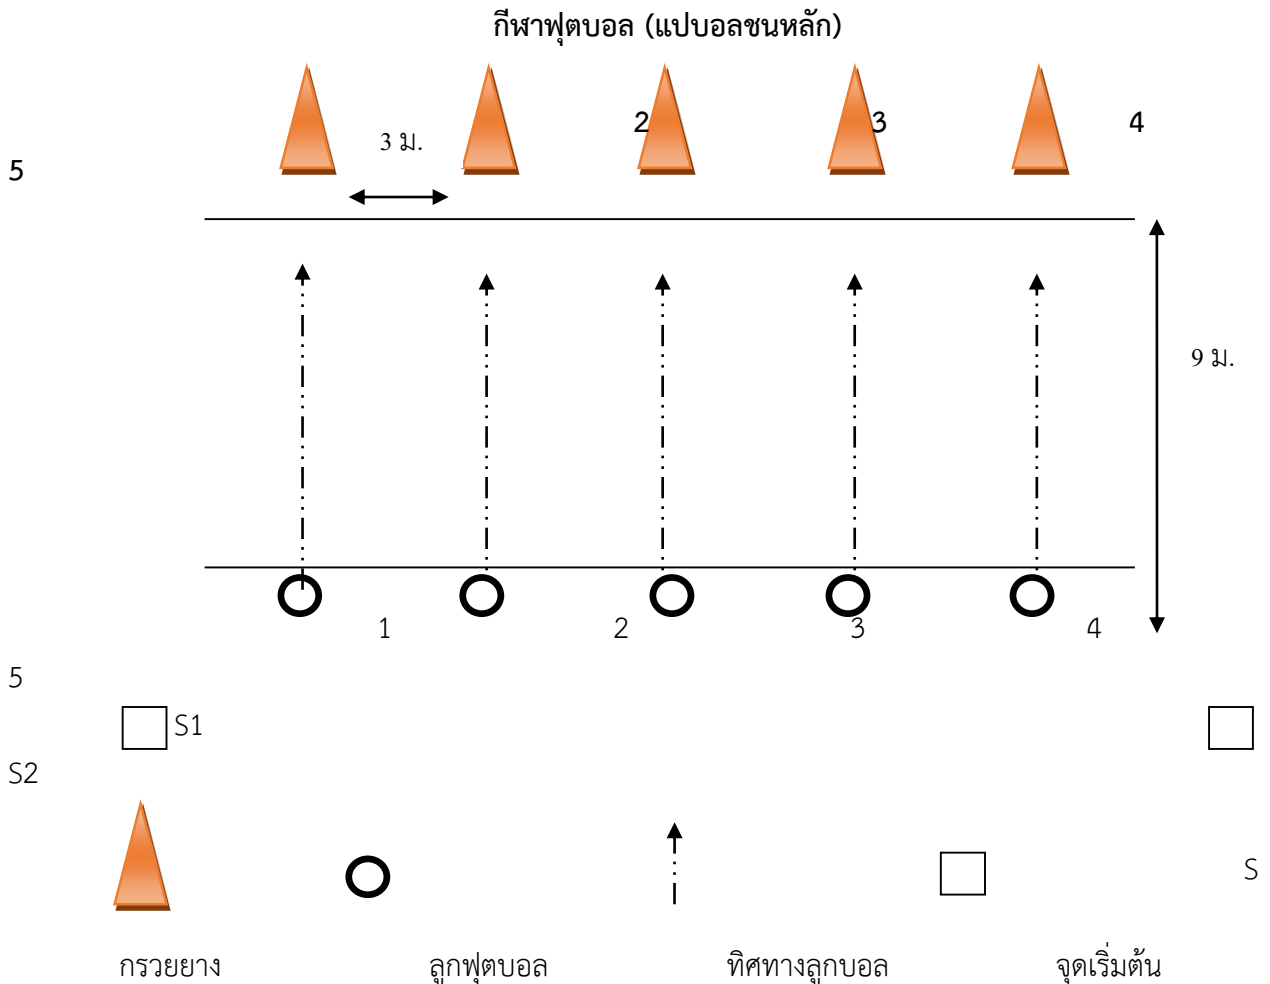 กีฬาฟุตบอล (แปบอลชนหลัก)
2 3 4
3 ม.
5
9 ม.
1 2 3 4
5
S1
S2
S
กรวยยาง ลูกฟุตบอล ทิศทางลูกบอล จุดเริ่มต้น